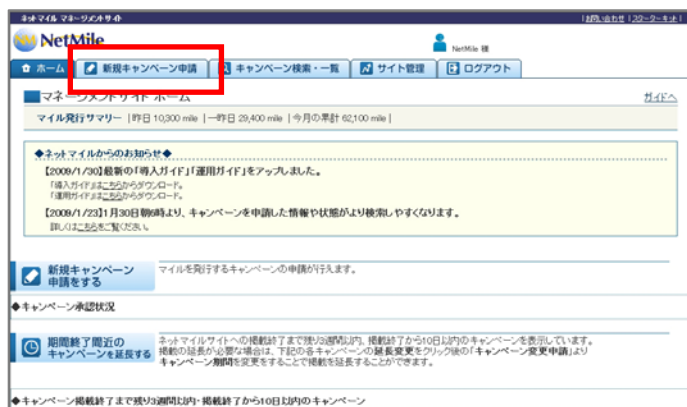 ネットマイル マネージメントサイト
|お問い合わせ|
NetMile
NetMile 様
ホーム
新規キャンペーン申請
キャンペーン検索・一覧
サイト管理
ログアウト
マネージメントサイト ホーム
ガイドへ
マイル発行サマリー |昨日 10,300 mile |一昨日 29,400 mile |今月の累計 62,100 mile|
◆ネットマイルからのお知らせ◆
【2009/1/30】最新の「導入ガイド」「運用ガイド」をアップしました。
「導入ガイド」はこちらからダウンロード。
「運用ガイド」はこちらからダウンロード。
【2009/1/23】1月30日朝6時より、キャンペーンを申請した情報や状態がより検索しやすくなります。
詳しくはこちらをご覧ください。
新規キャンペーン
申請をする
マイルを発行するキャンペーンの申請が行えます。
◆キャンペーン承認状況
期間終了間近の
キャンペーンを延長する
ネットマイルサイトへの掲載終了まで残り3週間以内、掲載終了から10日以内のキャンペーンを表示しています。
掲載の延長が必要な場合は、下記の各キャンペーンの延長変更をクリック後の「キャンペーン変更申請」より
キャンペーン期間を変更をすることで掲載を延長することができます。
◆キャンペーン掲載終了まで残り3週間以内・掲載終了から10日以内のキャンペーン